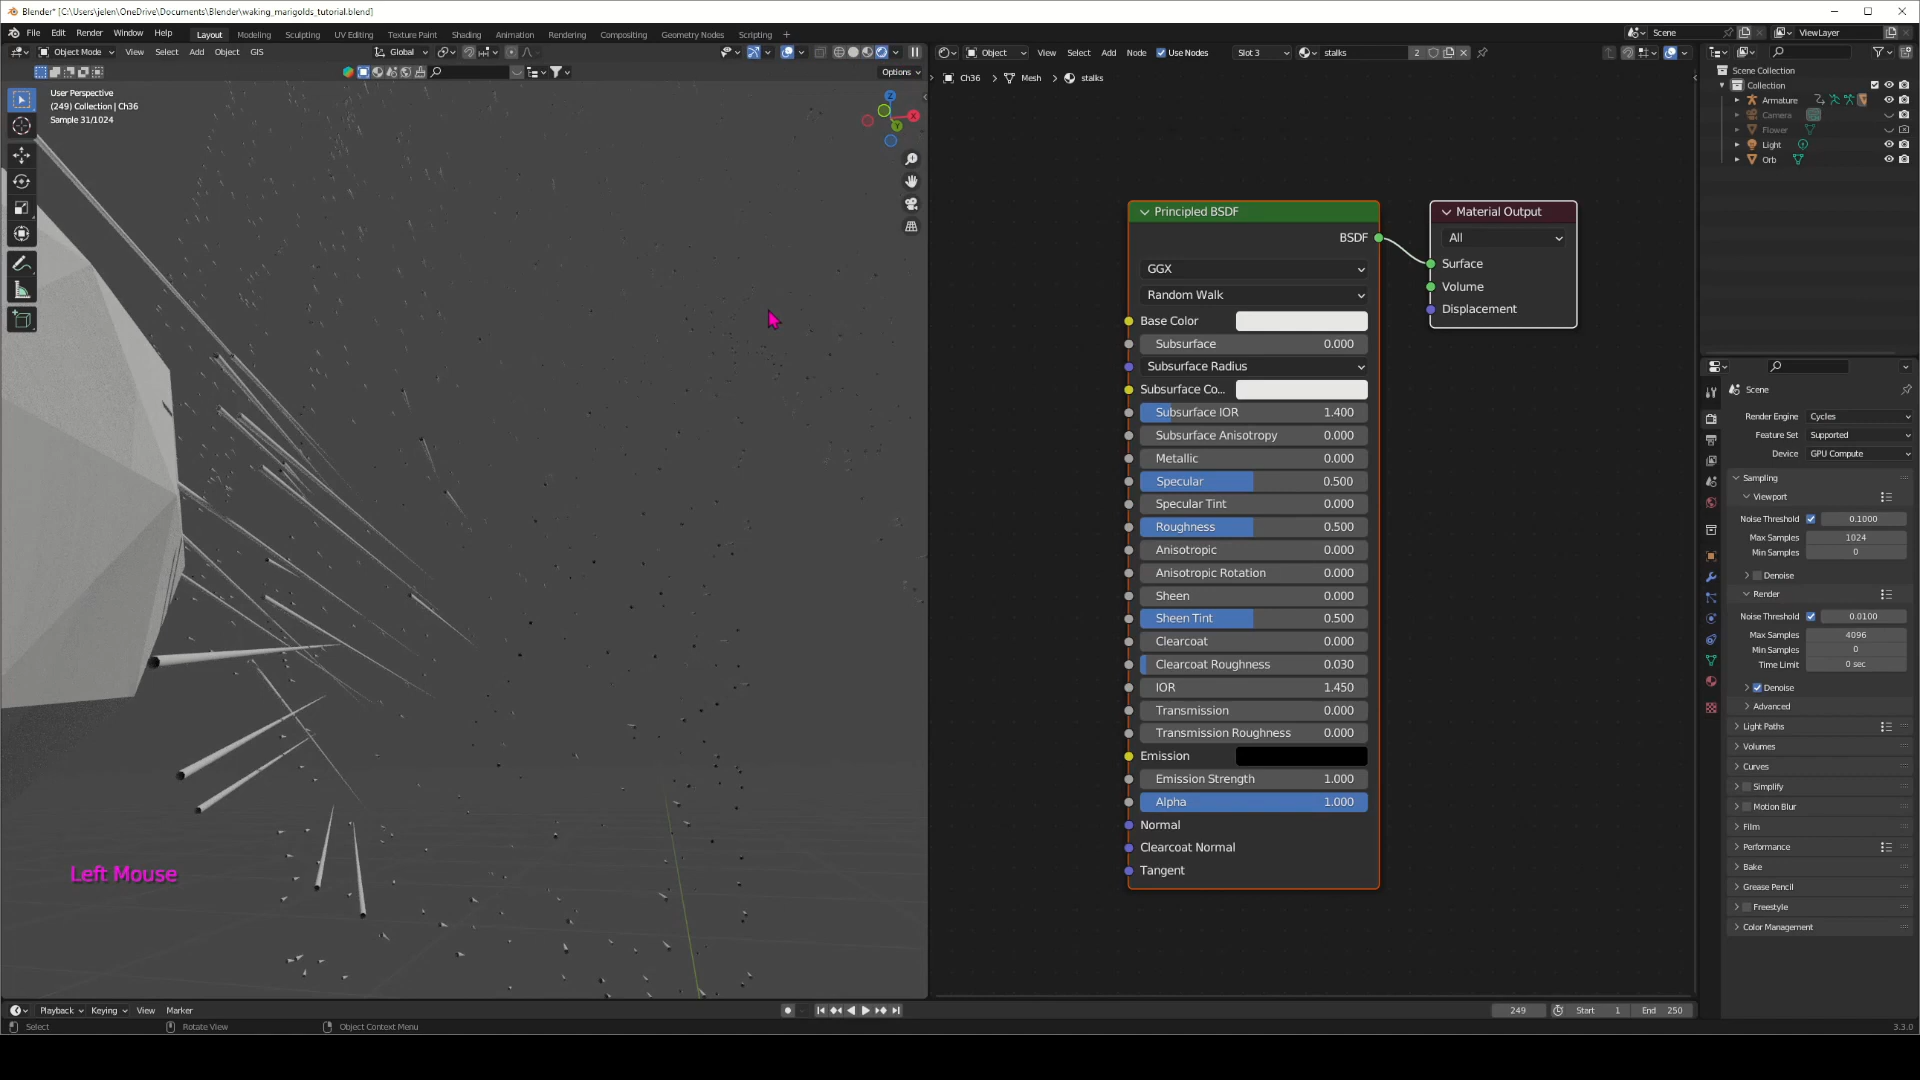 Blender* [C:\Users\jelen\OneDrive\Documents\Blender\waking_marigolds_tutorial.blend]
File Edit Render Window Help Layout Modeling Sculpting UV Editing Texture Paint Shading Animation Rendering Compositing Geometry Nodes Scripting + Scene ViewLayer
Object Mode View Select Add Object GIS Global Object View Select Add Node Use Nodes Slot 3 stalks 2
Options
Ch36 > Mesh > stalks
User Perspective
(249) Collection | Ch36
Sample 31/1024
Z
X
Y
Left Mouse
Principled BSDF
BSDF
GGX
Random Walk
Base Color
Subsurface 0.000
Subsurface Radius
Subsurface Co...
Subsurface IOR 1.400
Subsurface Anisotropy 0.000
Metallic 0.000
Specular 0.500
Specular Tint 0.000
Roughness 0.500
Anisotropic 0.000
Anisotropic Rotation 0.000
Sheen 0.000
Sheen Tint 0.500
Clearcoat 0.000
Clearcoat Roughness 0.030
IOR 1.450
Transmission 0.000
Transmission Roughness 0.000
Emission
Emission Strength 1.000
Alpha 1.000
Normal
Clearcoat Normal
Tangent
Material Output
All
Surface
Volume
Displacement
Scene Collection
Collection
Armature
Camera
Flower
Light
Orb
Scene
Render Engine Cycles
Feature Set Supported
Device GPU Compute
Sampling
Viewport
Noise Threshold 0.1000
Max Samples 1024
Min Samples 0
Denoise
Render
Noise Threshold 0.0100
Max Samples 4096
Min Samples 0
Time Limit 0 sec
Denoise
Advanced
Light Paths
Volumes
Curves
Simplify
Motion Blur
Film
Performance
Bake
Grease Pencil
Freestyle
Color Management
Playback Keying View Marker 249 Start 1 End 250
Select Rotate View Object Context Menu 3.3.0